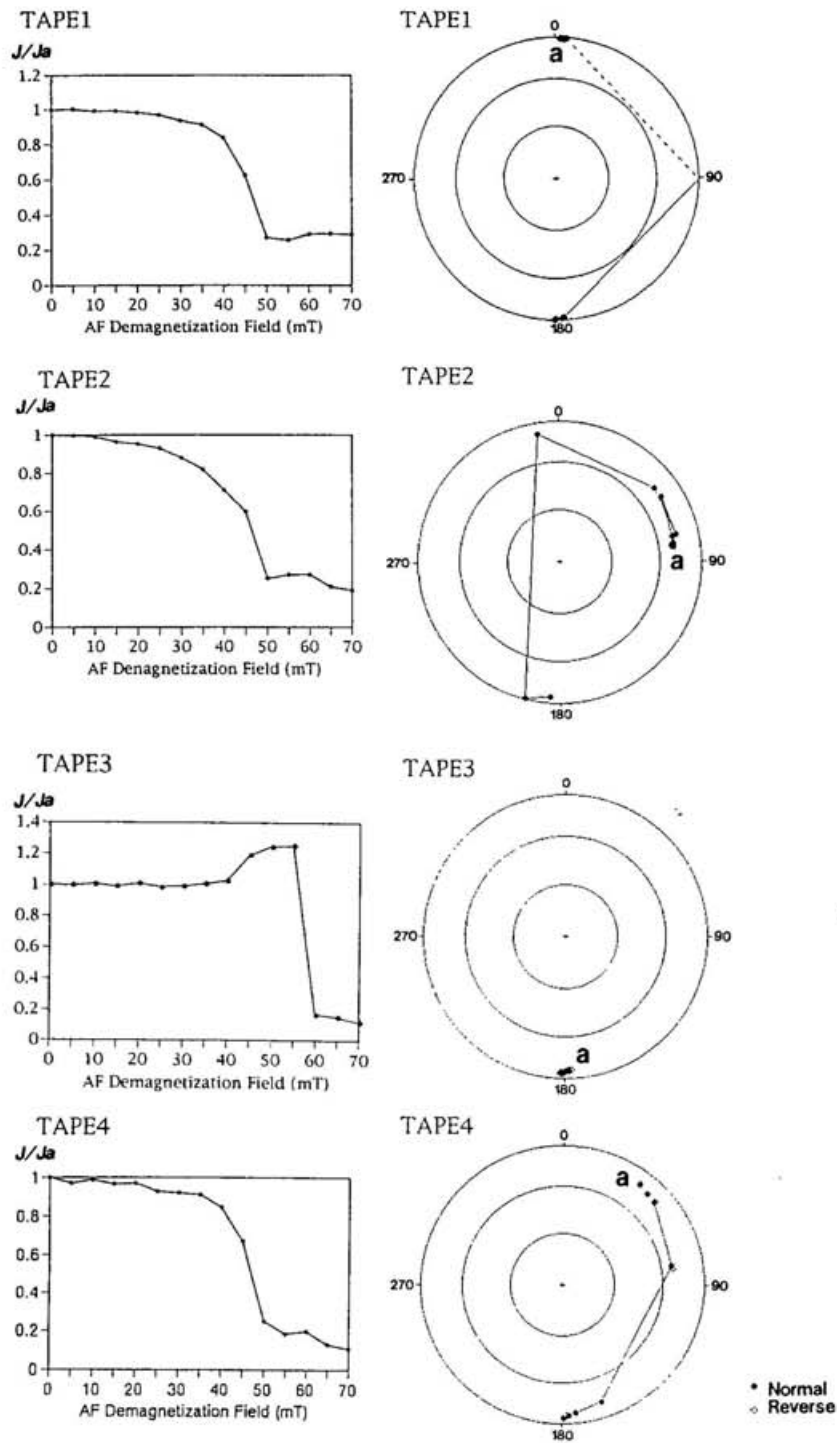 TAPE1
J/Ja
1.2
1
0.8
0.6
0.4
0.2
0
0 10 20 30 40 50 60 70
AF Demagnetization Field (mT)
TAPE1
0
a
270
90
180
TAPE2
J/Ja
1
0.8
0.6
0.4
0.2
0
0 10 20 30 40 50 60 70
AF Denagnetization Field (mT)
TAPE2
0
270
90
a
180
TAPE3
J/Ja
1.4
1.2
1
0.8
0.6
0.4
0.2
0
0 10 20 30 40 50 60 70
AF Demagnetization Field (mT)
TAPE3
0
270
90
a
180
TAPE4
J/Ja
1
0.8
0.6
0.4
0.2
0
0 10 20 30 40 50 60 70
AF Demagnetization Field (mT)
TAPE4
0
a
270
90
180
Normal
Reverse